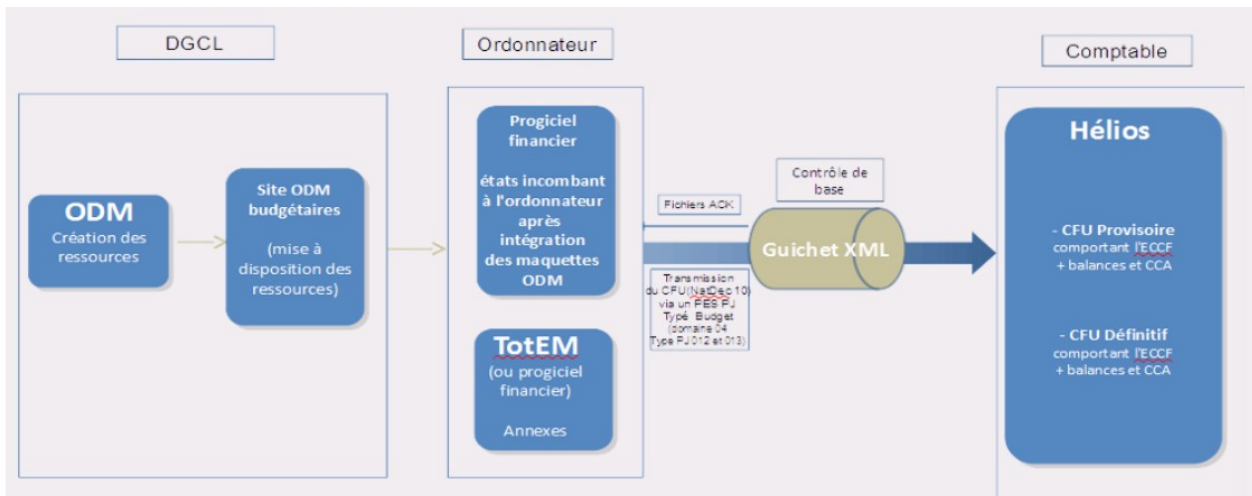 DGCL
ODM
Création des
ressources
Site ODM
budgétaires
(mise à
disposition des
ressources)
Ordonnateur
Progiciel
financier
états incombant
à l'ordonnateur
après
intégration
des maquettes
ODM
TotEM
(ou progiciel
financier)
Annexes
Fichiers ACK
Transmission
du CFU(NatDec 10)
via un PES PJ
Typé Budget
(domaine 04
Type PJ 012 et 013)
Contrôle de
base
Guichet XML
Comptable
Hélios
- CFU Provisoire
comportant l'ECCF
+ balances et CCA
- CFU Définitif
comportant l'ECCF
+ balances et CCA